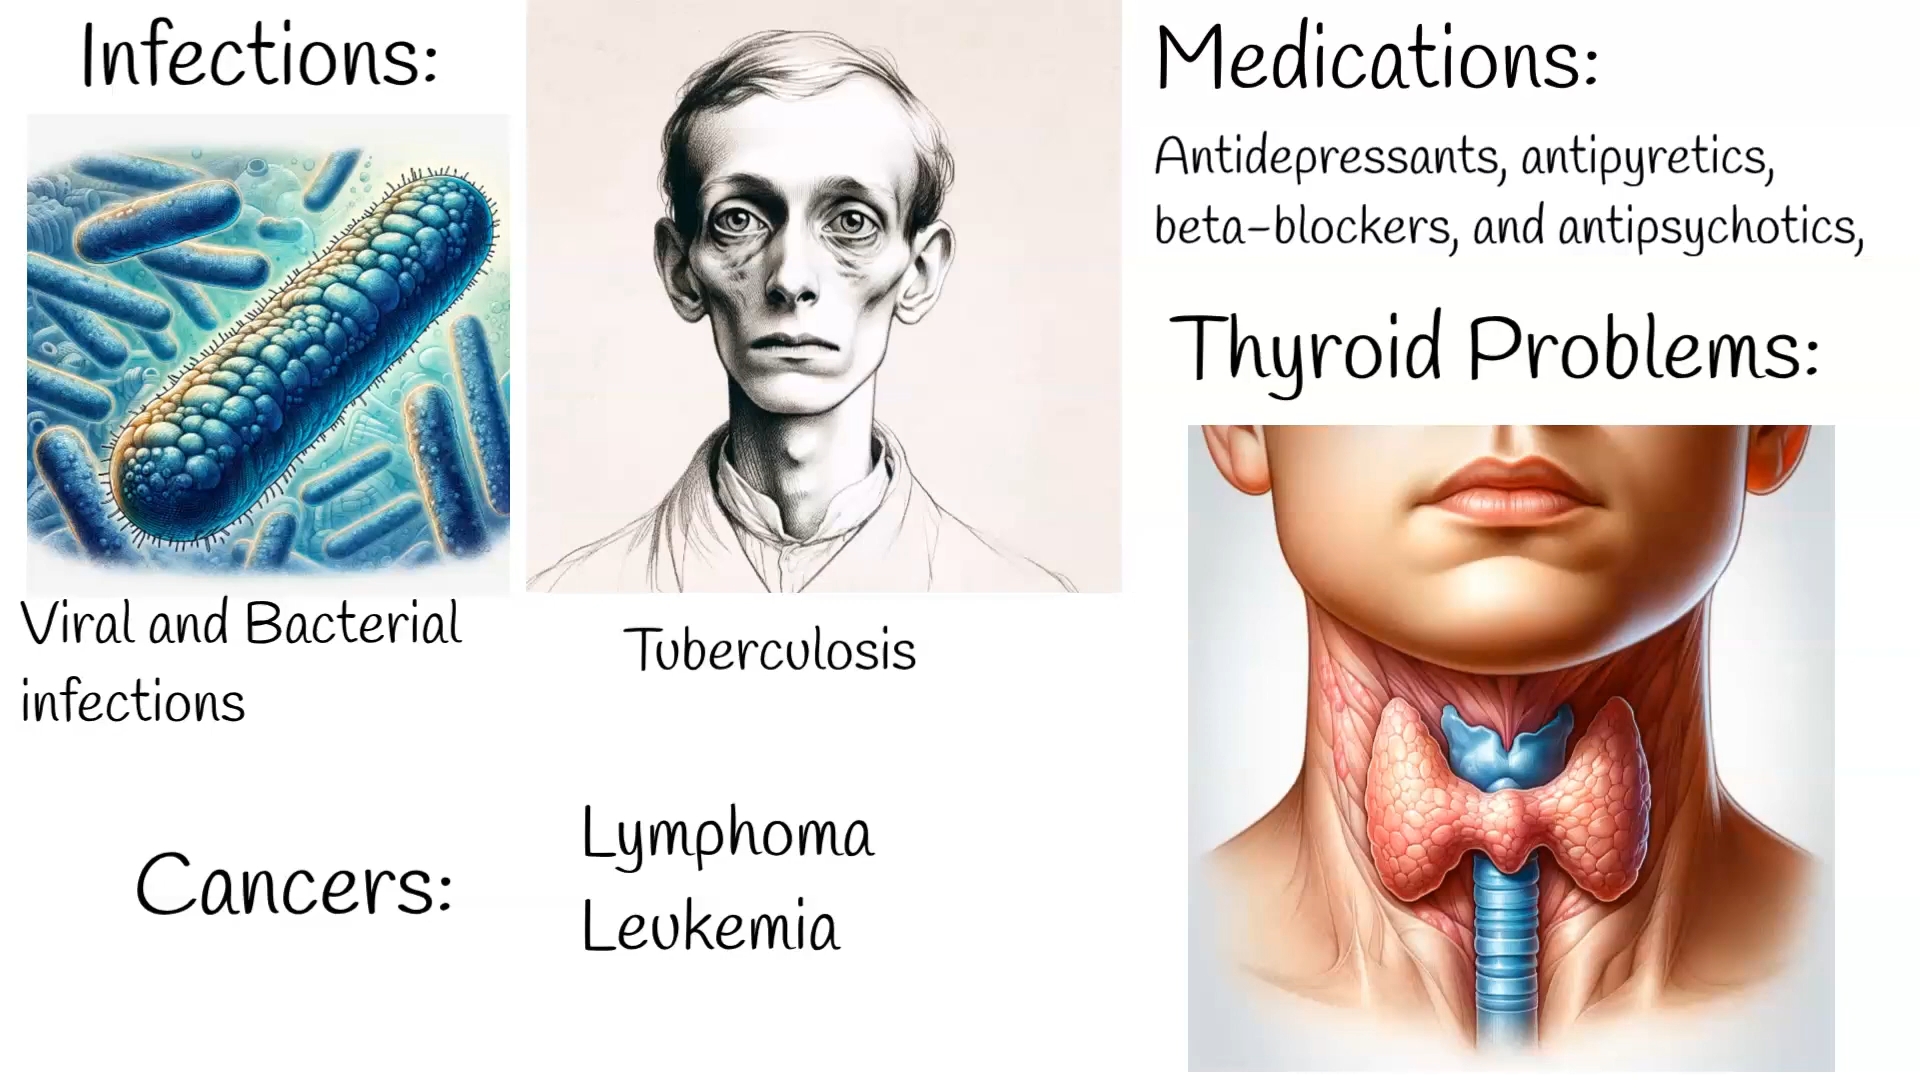 Infections:
Viral and Bacterial
infections
Tuberculosis
Cancers:
Lymphoma
Leukemia
Medications:
Antidepressants, antipyretics,
beta-blockers, and antipsychotics,
Thyroid Problems: